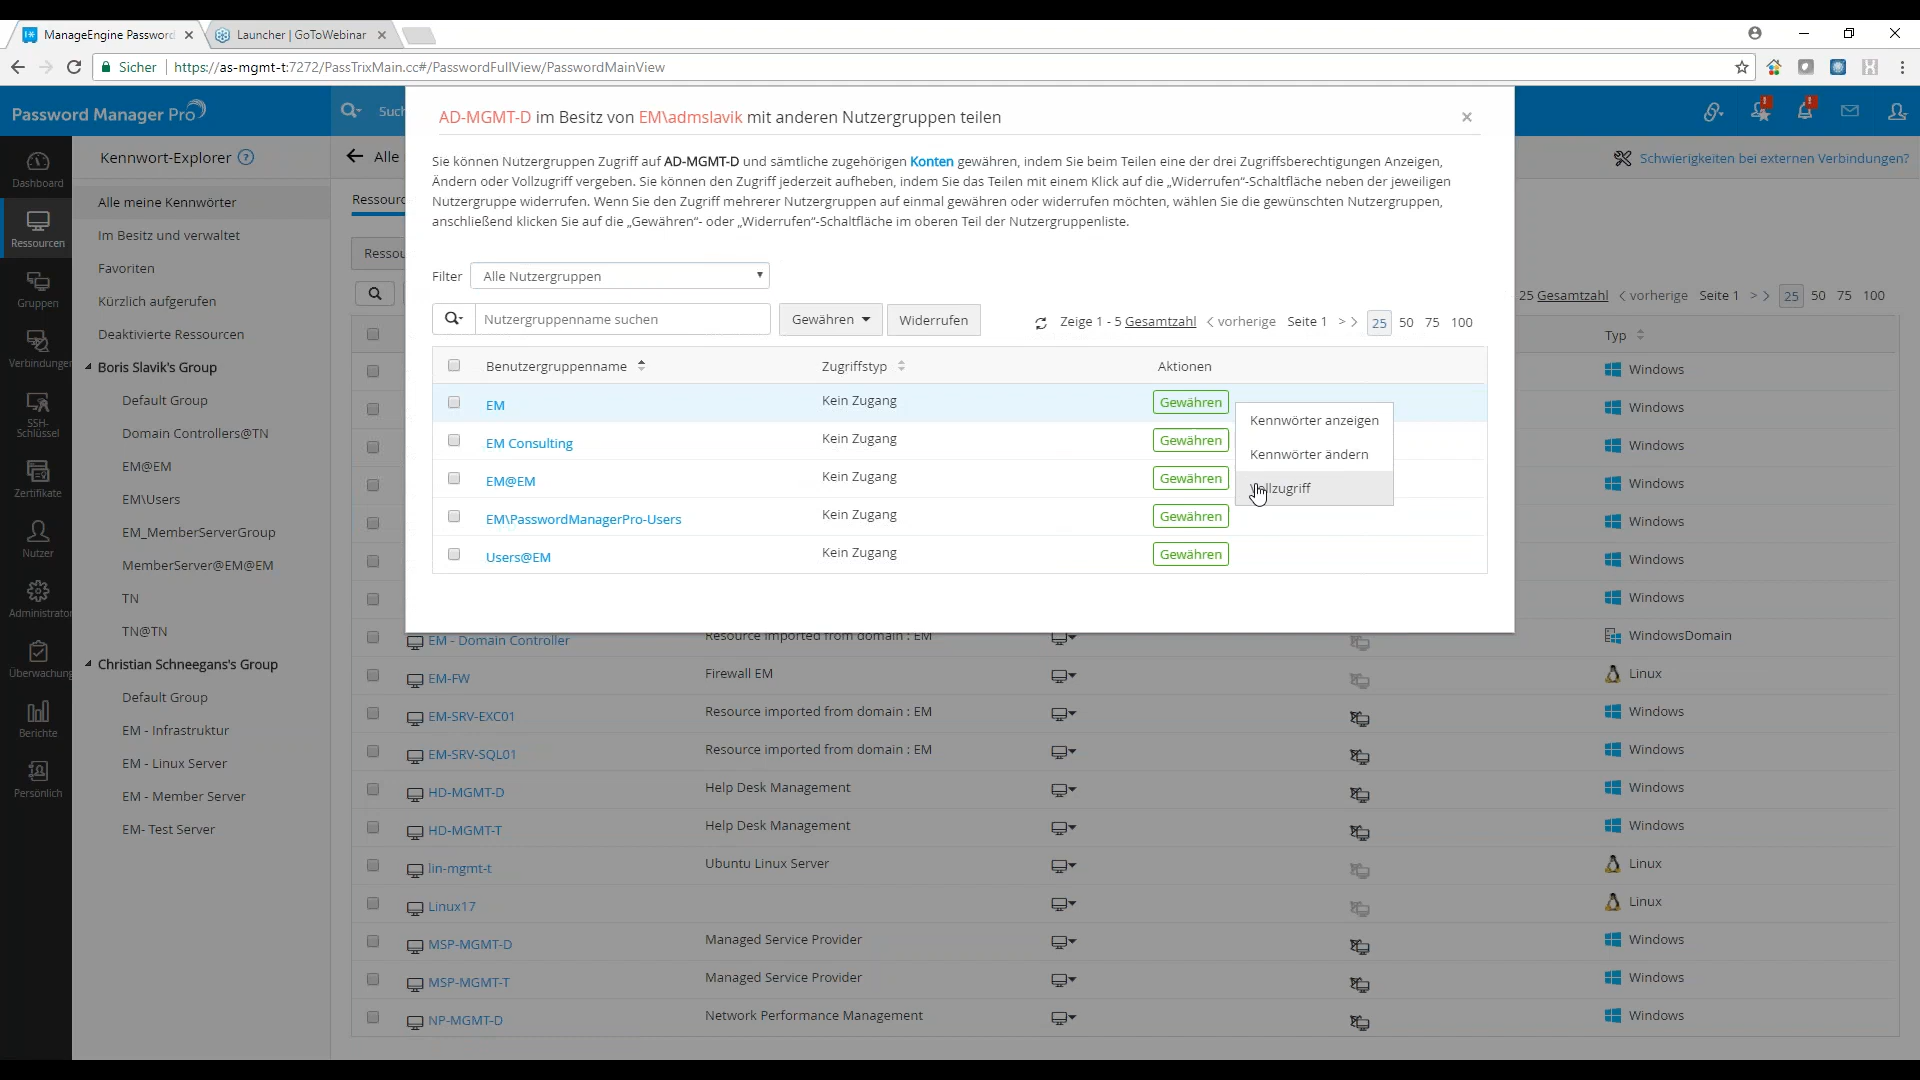 ManageEngine Password
Launcher | GoToWebinar
Sicher
https://as-mgmt-t:7272/PassTrixMain.cc#/PasswordFullView/PasswordMainView
Password Manager Pro
Such
Dashboard
Ressourcen
Gruppen
Verbindungen
SSH-
Schlüssel
Zertifikate
Nutzer
Administrator
Überwachung
Berichte
Persönlich
Kennwort-Explorer ?
Alle meine Kennwörter
Im Besitz und verwaltet
Favoriten
Kürzlich aufgerufen
Deaktivierte Ressourcen
Boris Slavik's Group
Default Group
Domain Controllers@TN
EM@EM
EM\Users
EM_MemberServerGroup
MemberServer@EM@EM
TN
TN@TN
Christian Schneegans's Group
Default Group
EM - Infrastruktur
EM - Linux Server
EM - Member Server
EM- Test Server
Alle
Schwierigkeiten bei externen Verbindungen?
AD-MGMT-D im Besitz von EM\admslavik mit anderen Nutzergruppen teilen
Sie können Nutzergruppen Zugriff auf AD-MGMT-D und sämtliche zugehörigen Konten gewähren, indem Sie beim Teilen eine der drei Zugriffsberechtigungen Anzeigen,
Ändern oder Vollzugriff vergeben. Sie können den Zugriff jederzeit aufheben, indem Sie das Teilen mit einem Klick auf die „Widerrufen“-Schaltfläche neben der jeweiligen
Nutzergruppe widerrufen. Wenn Sie den Zugriff mehrerer Nutzergruppen auf einmal gewähren oder widerrufen möchten, wählen Sie die gewünschten Nutzergruppen,
anschließend klicken Sie auf die „Gewähren“- oder „Widerrufen“-Schaltfläche im oberen Teil der Nutzergruppenliste.
Filter Alle Nutzergruppen
Nutzergruppenname suchen Gewähren Widerrufen Zeige 1 - 5 Gesamtzahl < vorherige Seite 1 > > 25 50 75 100
Benutzergruppenname Zugriffstyp Aktionen
EM Kein Zugang Gewähren
EM Consulting Kein Zugang Gewähren
EM@EM Kein Zugang Gewähren
EM\PasswordManagerPro-Users Kein Zugang Gewähren
Users@EM Kein Zugang Gewähren
Kennwörter anzeigen
Kennwörter ändern
Vollzugriff
25 Gesamtzahl < vorherige Seite 1 > > 25 50 75 100
Typ
Windows
Windows
Windows
Windows
Windows
Windows
Windows
EM - Domain Controller Resource imported from domain : EM WindowsDomain
EM-FW Firewall EM Linux
EM-SRV-EXC01 Resource imported from domain : EM Windows
EM-SRV-SQL01 Resource imported from domain : EM Windows
HD-MGMT-D Help Desk Management Windows
HD-MGMT-T Help Desk Management Windows
lin-mgmt-t Ubuntu Linux Server Linux
Linux17 Linux
MSP-MGMT-D Managed Service Provider Windows
MSP-MGMT-T Managed Service Provider Windows
NP-MGMT-D Network Performance Management Windows